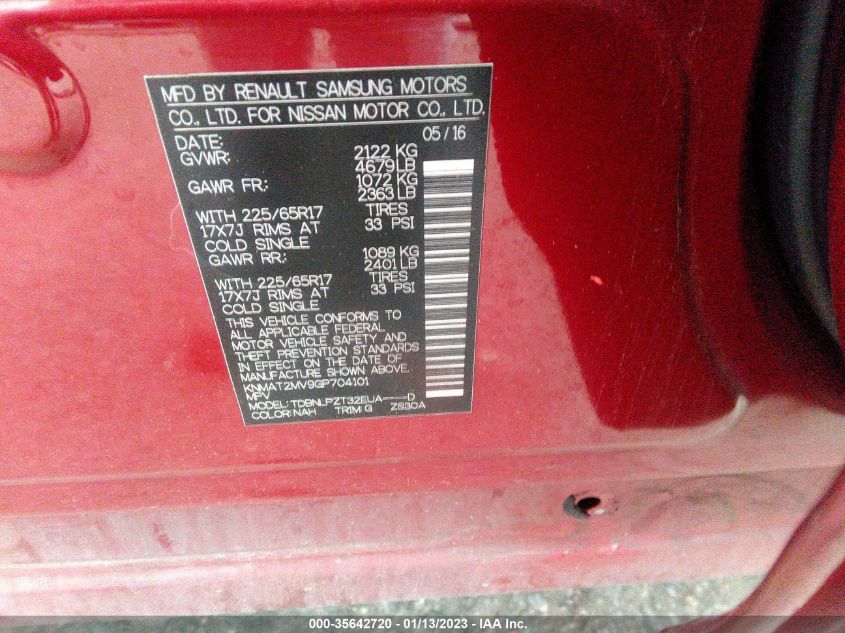 MFD BY RENAULT SAMSUNG MOTORS
CO., LTD. FOR NISSAN MOTOR CO., LTD.
DATE: 05/16
GVWR: 2122 KG
4679 LB
GAWR FR: 1072 KG
2363 LB
WITH 225/65R17 TIRES
17X7J RIMS AT 33 PSI
COLD SINGLE
GAWR RR: 1089 KG
2401 LB
WITH 225/65R17 TIRES
17X7J RIMS AT 33 PSI
COLD SINGLE
THIS VEHICLE CONFORMS TO
ALL APPLICABLE FEDERAL
MOTOR VEHICLE SAFETY AND
THEFT PREVENTION STANDARDS
IN EFFECT ON THE DATE OF
MANUFACTURE SHOWN ABOVE.
KNMAT2MV9GP704101
MPV
MODEL: TDBNLPZT32EUA----D
COLOR: NAH TRIM: G ZS30A
000-35642720 - 01/13/2023 - IAA Inc.